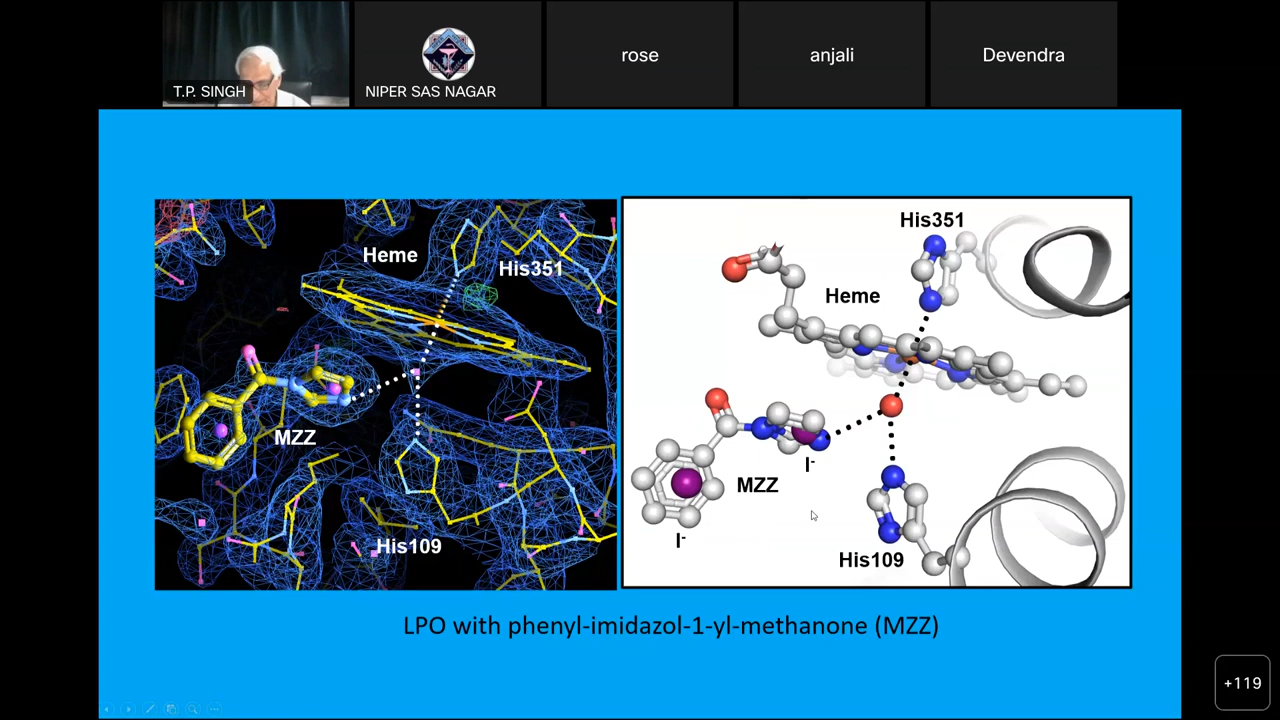 T.P. SINGH
NIPER SAS NAGAR
rose
anjali
Devendra
Heme
His351
MZZ
His109
His351
Heme
I-
MZZ
I-
His109
LPO with phenyl-imidazol-1-yl-methanone (MZZ)
+119